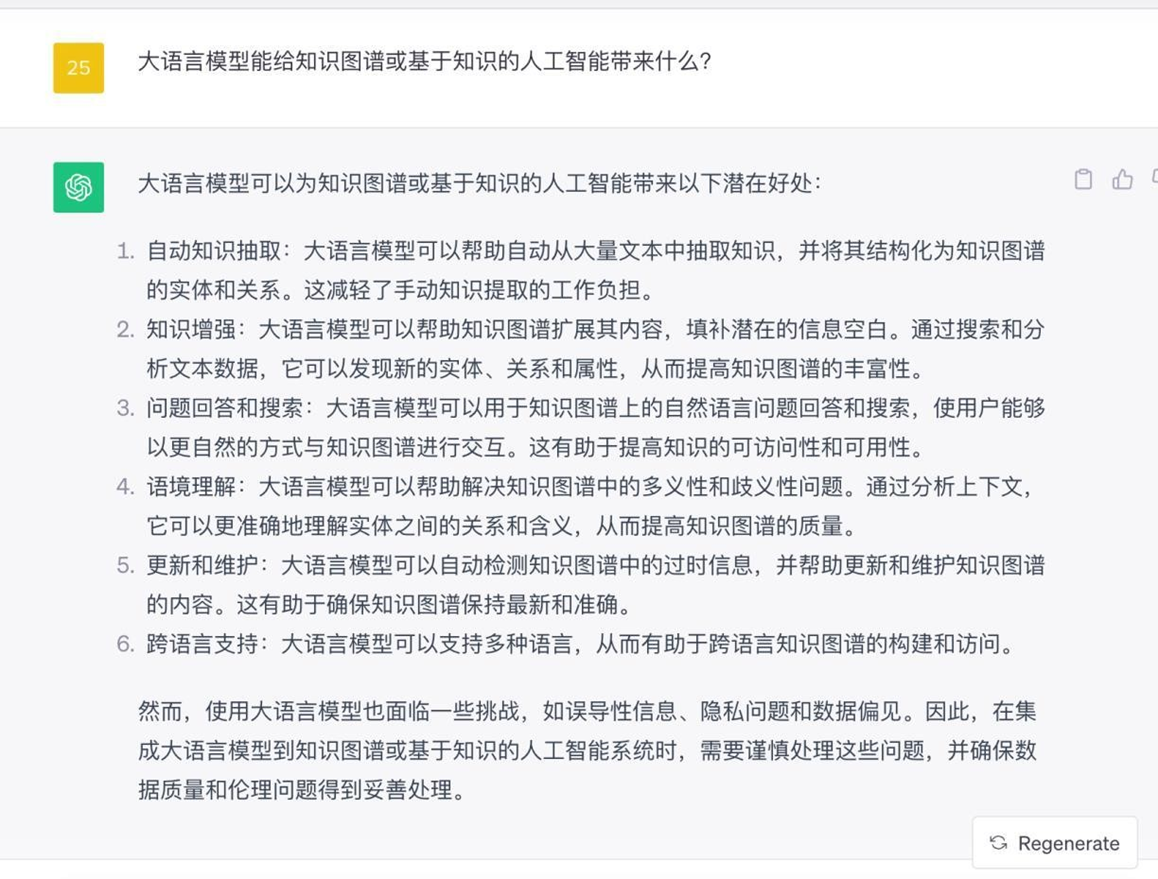 25
大语言模型能给知识图谱或基于知识的人工智能带来什么？
大语言模型可以为知识图谱或基于知识的人工智能带来以下潜在好处：
1. 自动知识抽取：大语言模型可以帮助自动从大量文本中抽取知识，并将其结构化为知识图谱
的实体和关系。这减轻了手动知识提取的工作负担。
2. 知识增强：大语言模型可以帮助知识图谱扩展其内容，填补潜在的信息空白。通过搜索和分
析文本数据，它可以发现新的实体、关系和属性，从而提高知识图谱的丰富性。
3. 问题回答和搜索：大语言模型可以用于知识图谱上的自然语言问题回答和搜索，使用户能够
以更自然的方式与知识图谱进行交互。这有助于提高知识的可访问性和可用性。
4. 语境理解：大语言模型可以帮助解决知识图谱中的多义性和歧义性问题。通过分析上下文，
它可以更准确地理解实体之间的关系和含义，从而提高知识图谱的质量。
5. 更新和维护：大语言模型可以自动检测知识图谱中的过时信息，并帮助更新和维护知识图谱
的内容。这有助于确保知识图谱保持最新和准确。
6. 跨语言支持：大语言模型可以支持多种语言，从而有助于跨语言知识图谱的构建和访问。
然而，使用大语言模型也面临一些挑战，如误导性信息、隐私问题和数据偏见。因此，在集
成大语言模型到知识图谱或基于知识的人工智能系统时，需要谨慎处理这些问题，并确保数
据质量和伦理问题得到妥善处理。
Regenerate